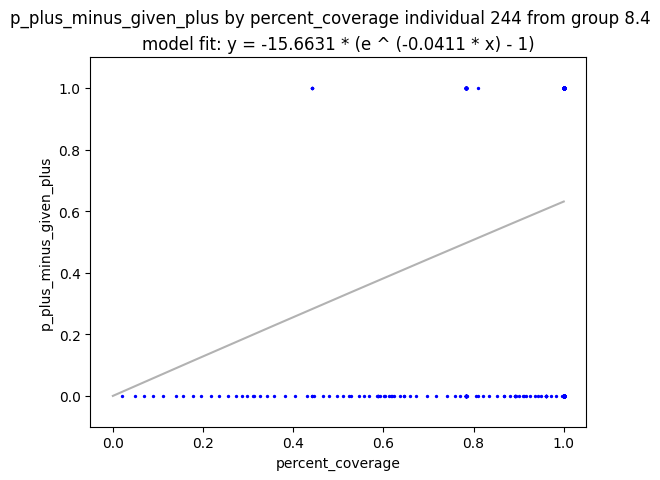 p_plus_minus_given_plus by percent_coverage individual 244 from group 8.4
model fit: y = -15.6631 * (e ^ (-0.0411 * x) - 1)
1.0
0.8
0.6
0.4
0.2
0.0
p_plus_minus_given_plus
0.0 0.2 0.4 0.6 0.8 1.0
percent_coverage